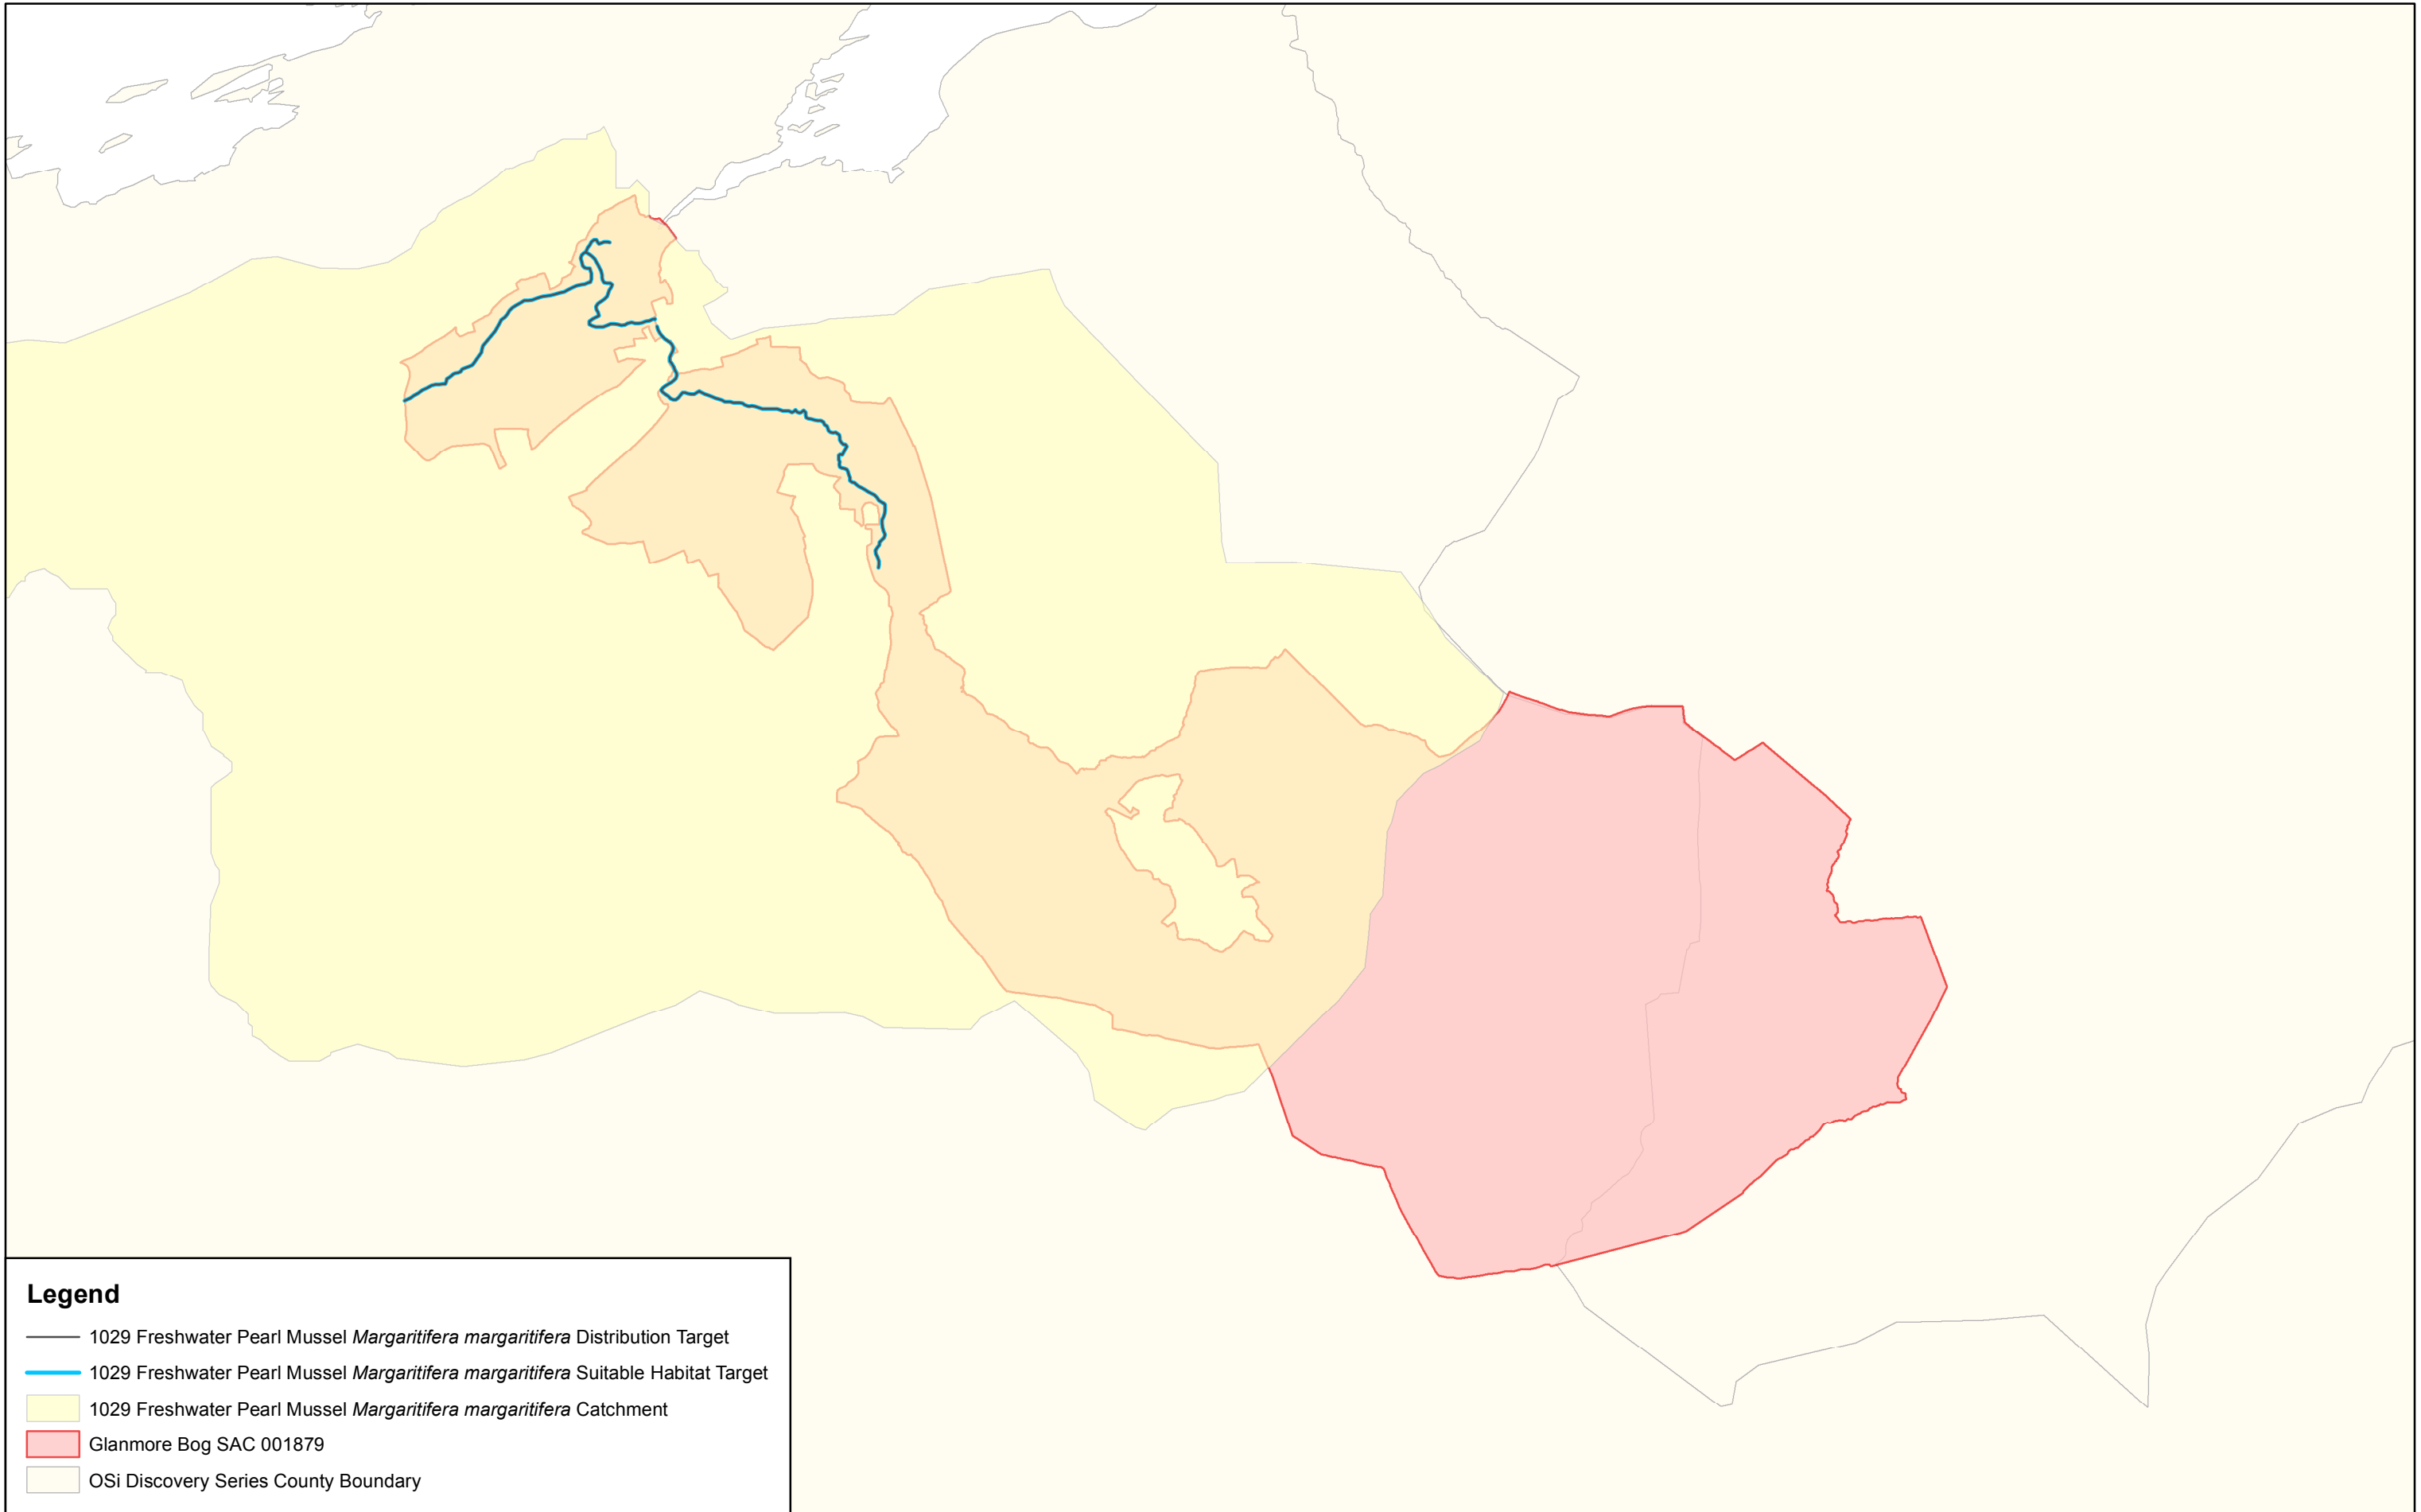 Legend
1029 Freshwater Pearl Mussel Margaritifera margaritifera Distribution Target
1029 Freshwater Pearl Mussel Margaritifera margaritifera Suitable Habitat Target
1029 Freshwater Pearl Mussel Margaritifera margaritifera Catchment
Glanmore Bog SAC 001879
OSi Discovery Series County Boundary